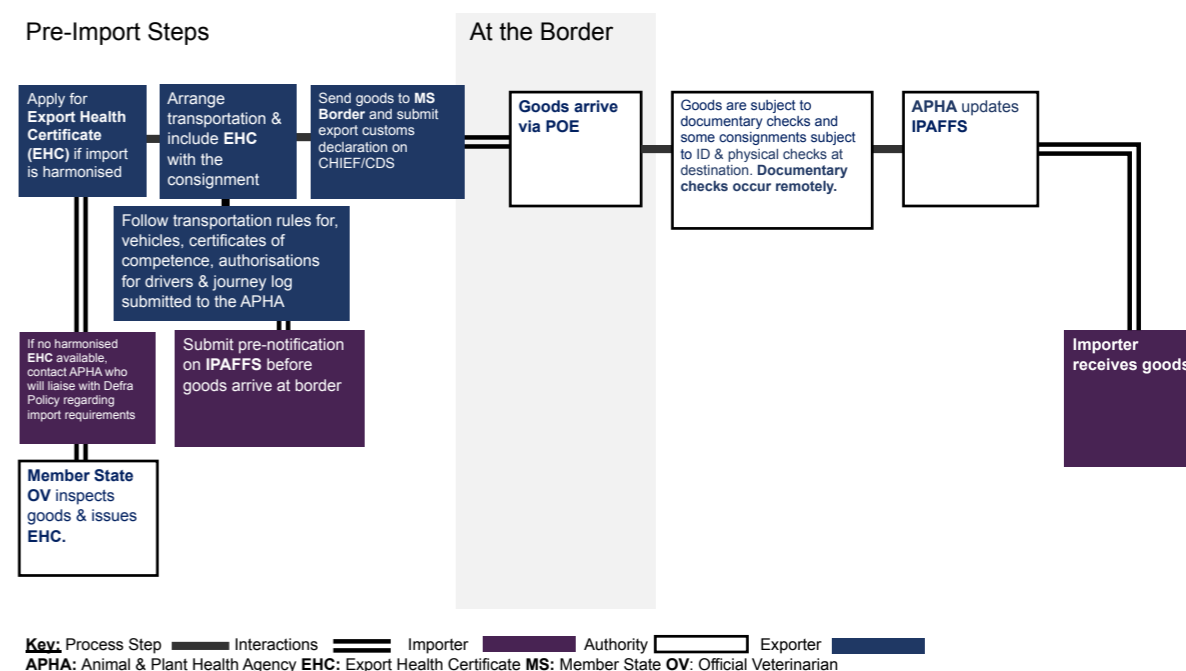 Pre-Import Steps
At the Border
Apply for
Export Health
Certificate
(EHC) if import
is harmonised
Arrange
transportation &
include EHC
with the
consignment
Send goods to MS
Border and submit
export customs
declaration on
CHIEF/CDS
Goods arrive
via POE
Goods are subject to
documentary checks and
some consignments subject
to ID & physical checks at
destination. Documentary
checks occur remotely.
APHA updates
IPAFFS
Follow transportation rules for,
vehicles, certificates of
competence, authorisations
for drivers & journey log
submitted to the APHA
If no harmonised
EHC available,
contact APHA who
will liaise with Defra
Policy regarding
import requirements
Submit pre-notification
on IPAFFS before
goods arrive at border
Importer
receives goods
Member State
OV inspects
goods & issues
EHC.
Key: Process Step Interactions Importer Authority Exporter
APHA: Animal & Plant Health Agency EHC: Export Health Certificate MS: Member State OV: Official Veterinarian